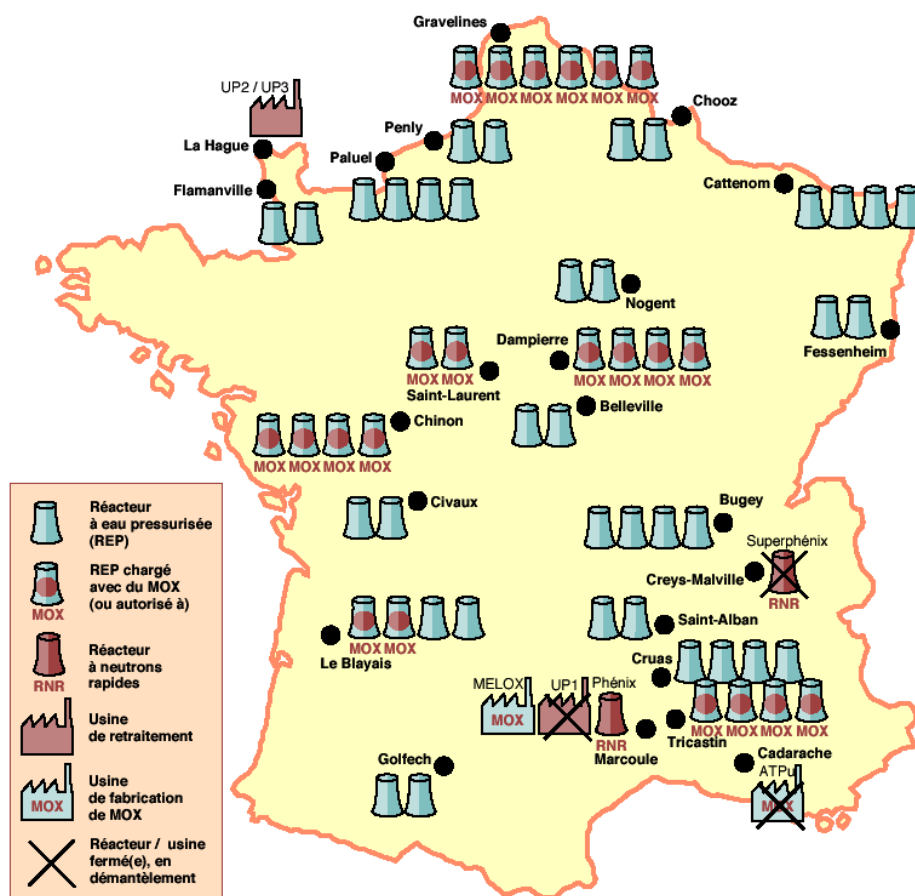 Gravelines
MOX MOX MOX MOX MOX MOX
UP2 / UP3
Chooz
Penly
La Hague
Paluel
Cattenom
Flamanville
Nogent
Fessenheim
Dampierre
MOX MOX
MOX MOX MOX MOX
Saint-Laurent
Belleville
Chinon
MOX MOX MOX MOX
Civaux
Bugey
Superphénix
Creys-Malville
RNR
Saint-Alban
MOX MOX
Le Blayais
Cruas
MELOX
UP1
Phénix
MOX
RNR
Marcoule
MOX MOX MOX MOX
Tricastin
Golfech
Cadarache
ATPu
MOX
Réacteur
à eau pressurisée
(REP)
REP chargé
avec du MOX
(ou autorisé à)
MOX
Réacteur
à neutrons
rapides
RNR
Usine
de retraitement
Usine
de fabrication
de MOX
MOX
Réacteur / usine
fermé(e), en
démantèlement